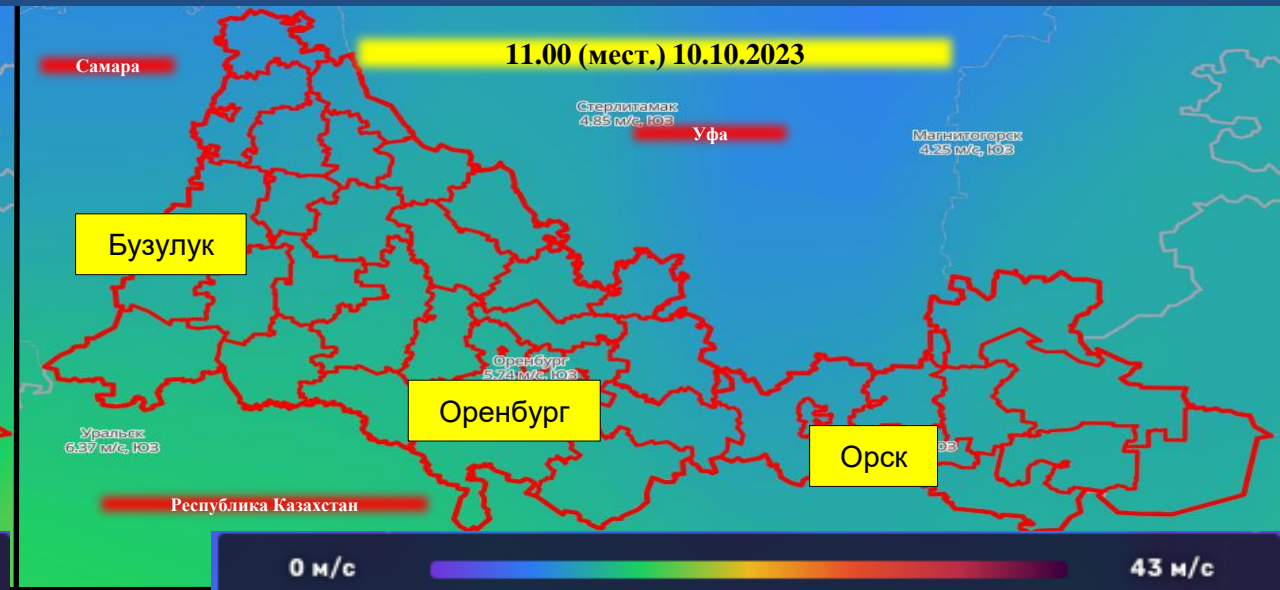 11.00 (мест.) 10.10.2023
Самара
Стерлитамак
4.85 м/с, ЮЗ
Уфа
Магнитогорск
4.25 м/с, ЮЗ
Бузулук
Оренбург
5.74 м/с, ЮЗ
Оренбург
Уральск
6.37 м/с, ЮЗ
Орск
ЮЗ
Республика Казахстан
0 м/с
43 м/с